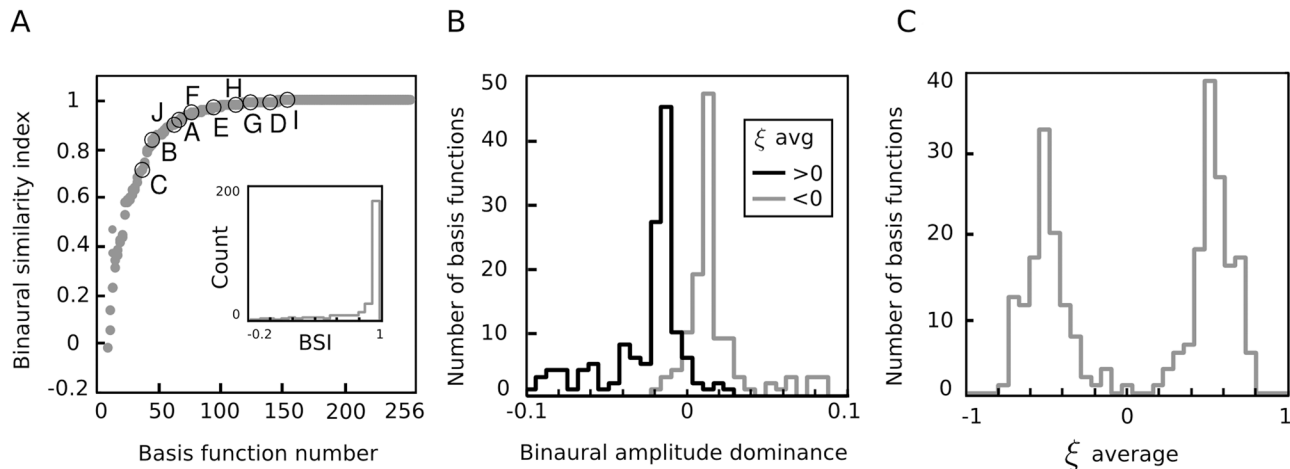 A
Binaural similarity index
1
0.8
0.6
0.4
0.2
0
-0.2
0
50
100
150
200
256
Basis function number
J
F
H
A
E
G
D
I
B
C
200
Count
0
-0.2
1
BSI
B
Number of basis functions
50
40
30
20
10
0
-0.1
0
0.1
Binaural amplitude dominance
ξ avg
>0
<0
C
Number of basis functions
40
30
20
10
0
-1
0
1
ξ average